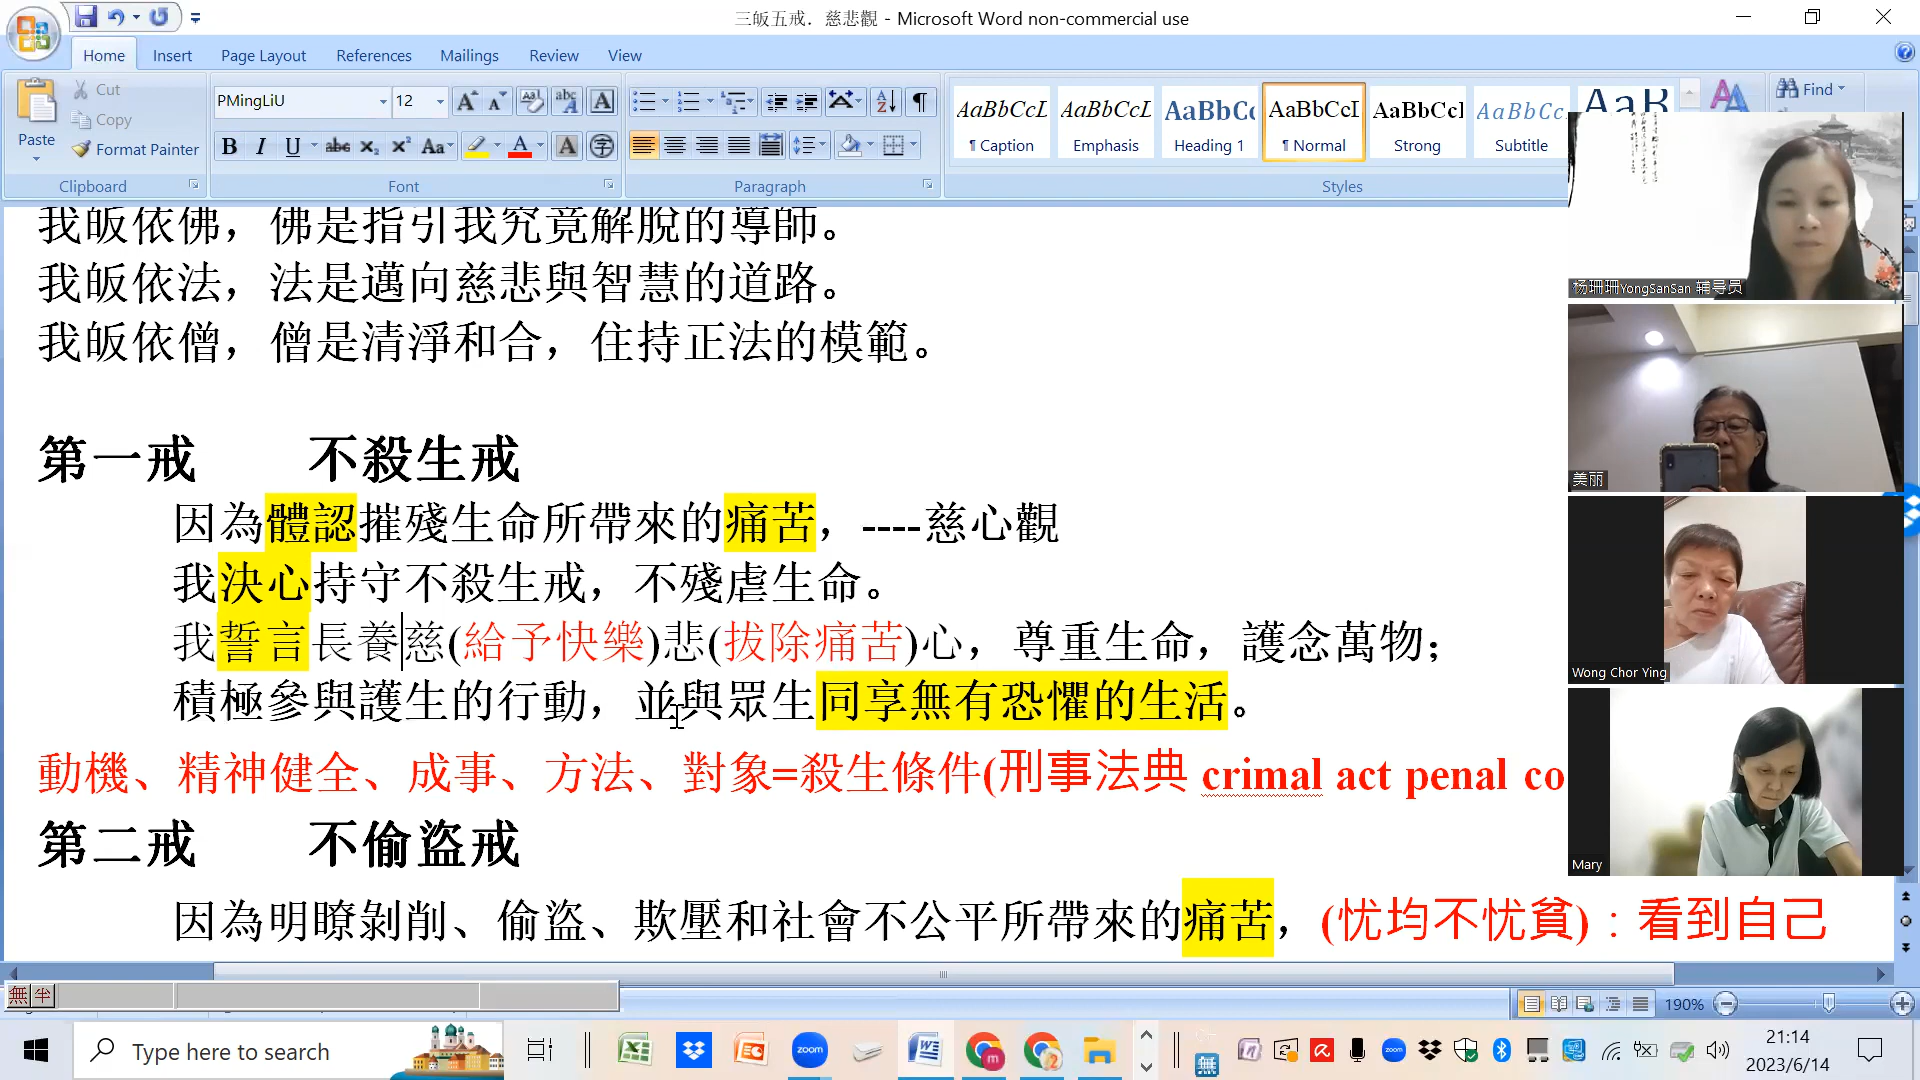 三皈五戒．慈悲觀 - Microsoft Word non-commercial use
Home Insert Page Layout References Mailings Review View
Paste
Cut
Copy
Format Painter
Clipboard
PMingLiU 12
Font
Paragraph
AaBbCcL AaBbCcL AaBbCc AaBbCcI AaBbCcl AaBbCc AaB
¶ Caption Emphasis Heading 1 ¶ Normal Strong Subtitle
Styles
Find
我皈依佛，佛是指引我究竟解脫的導師。
我皈依法，法是邁向慈悲與智慧的道路。
我皈依僧，僧是清淨和合，住持正法的模範。
第一戒 不殺生戒
因為體認摧殘生命所帶來的痛苦，----慈心觀
我決心持守不殺生戒，不殘虐生命。
我誓言長養慈(給予快樂)悲(拔除痛苦)心，尊重生命，護念萬物；
積極參與護生的行動，並與眾生同享無有恐懼的生活。
動機、精神健全、成事、方法、對象=殺生條件(刑事法典 crimal act penal co
第二戒 不偷盜戒
因為明瞭剝削、偷盜、欺壓和社會不公平所帶來的痛苦，(忧均不忧貧)：看到自己
杨珊珊YongSanSan 辅导员
美丽
Wong Chor Ying
Mary
無 半
190%
Type here to search
zoom
21:14
2023/6/14